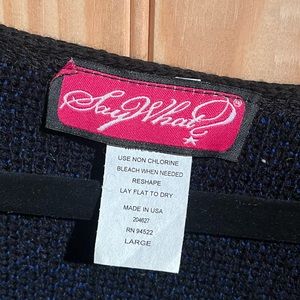 Say What?®
USE NON CHLORINE
BLEACH WHEN NEEDED
RESHAPE
LAY FLAT TO DRY
MADE IN USA
204627
RN 94522
LARGE